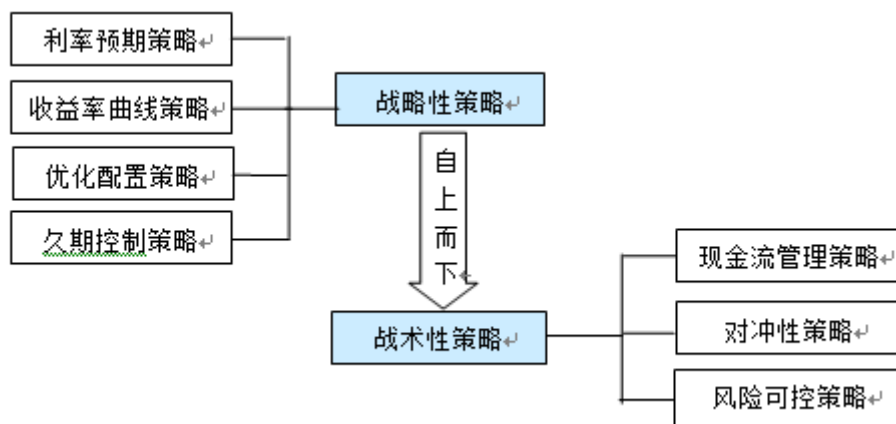 利率预期策略
收益率曲线策略
优化配置策略
久期控制策略
战略性策略
自
上
而
下
战术性策略
现金流管理策略
对冲性策略
风险可控策略